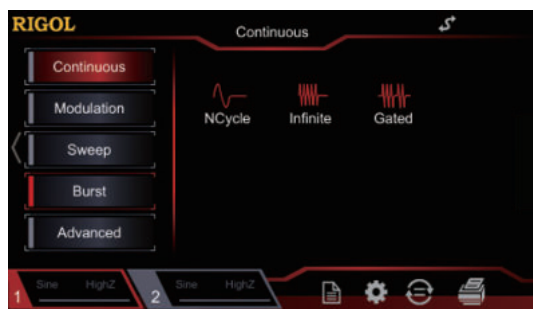 RIGOL
Continuous
Continuous
Modulation
Sweep
Burst
Advanced
NCycle Infinite Gated
1 Sine HighZ 2 Sine HighZ